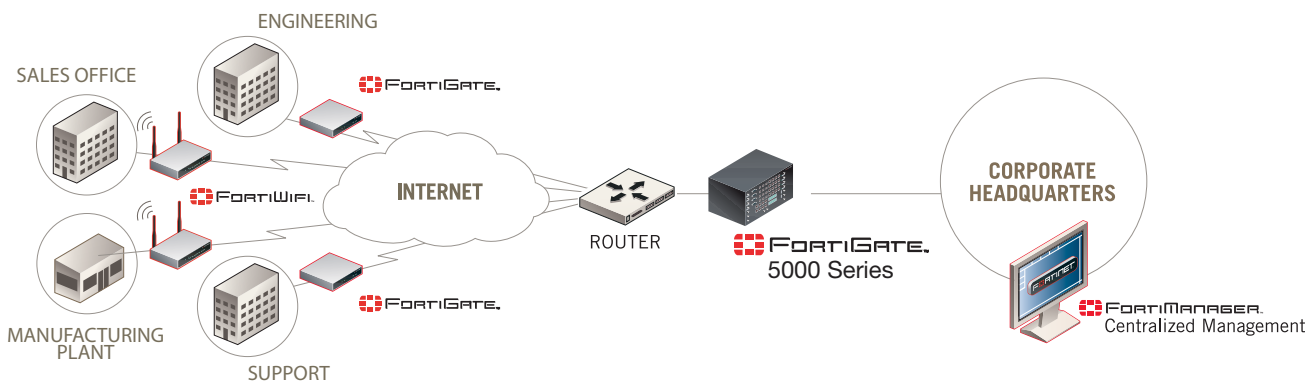 ENGINEERING
SALES OFFICE
FORTIGATE.
FORTIWIFI.
INTERNET
ROUTER
FORTIGATE.
5000 Series
CORPORATE
HEADQUARTERS
FORTINET
FORTIMANAGER.
Centralized Management
MANUFACTURING
PLANT
FORTIGATE.
SUPPORT